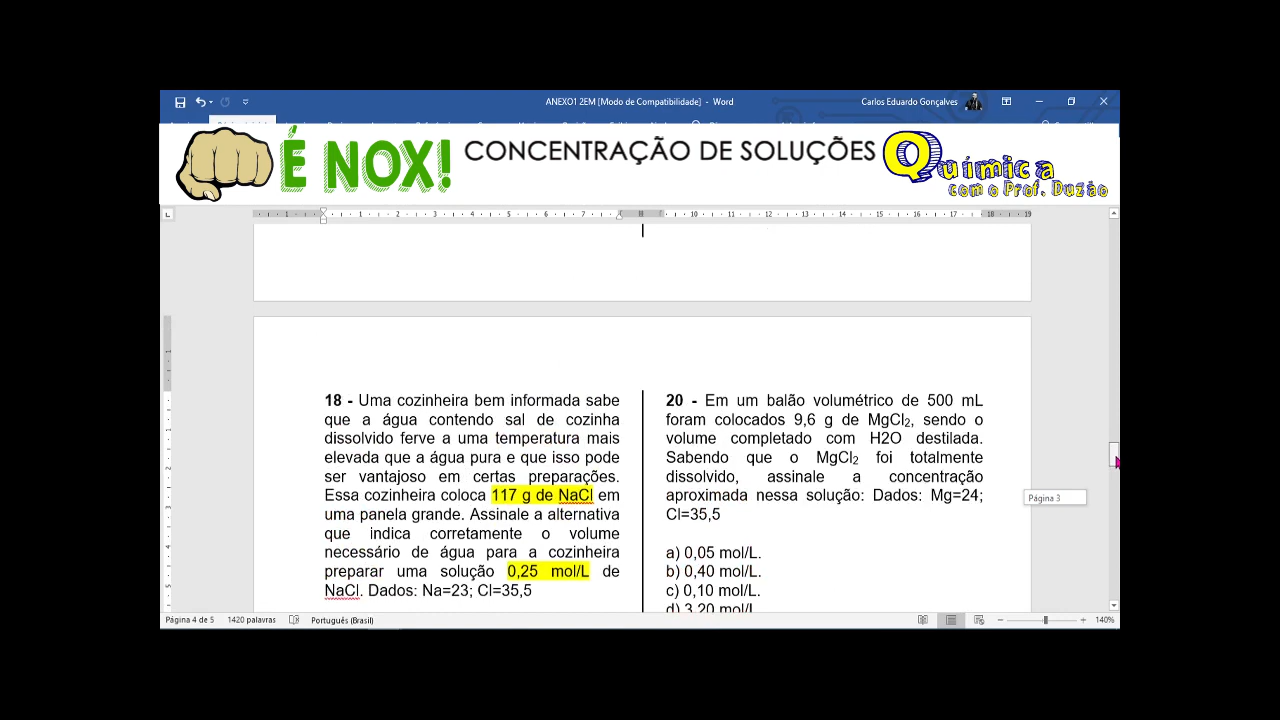 ANEXO1 2EM [Modo de Compatibilidade] - Word
Carlos Eduardo Gonçalves
É NOX!
CONCENTRAÇÃO DE SOLUÇÕES
Química
com o Prof. Duzão
18 - Uma cozinheira bem informada sabe
que a água contendo sal de cozinha
dissolvido ferve a uma temperatura mais
elevada que a água pura e que isso pode
ser vantajoso em certas preparações.
Essa cozinheira coloca 117 g de NaCl em
uma panela grande. Assinale a alternativa
que indica corretamente o volume
necessário de água para a cozinheira
preparar uma solução 0,25 mol/L de
NaCl. Dados: Na=23; Cl=35,5
20 - Em um balão volumétrico de 500 mL
foram colocados 9,6 g de MgCl₂, sendo o
volume completado com H2O destilada.
Sabendo que o MgCl₂ foi totalmente
dissolvido, assinale a concentração
aproximada nessa solução: Dados: Mg=24;
Cl=35,5
a) 0,05 mol/L.
b) 0,40 mol/L.
c) 0,10 mol/L.
d) 3,20 mol/L.
Página 3
Página 4 de 5
1420 palavras
Português (Brasil)
140%